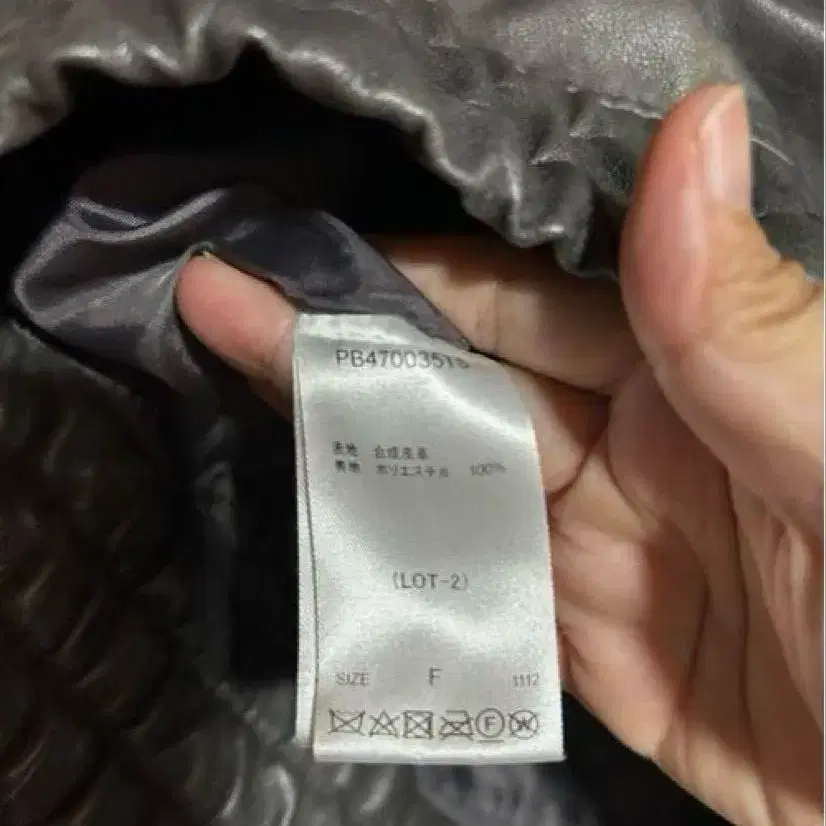 PB47003515
表地 合成皮革
裏地 ポリエステル 100%
(LOT-2)
SIZE F 1112
F W